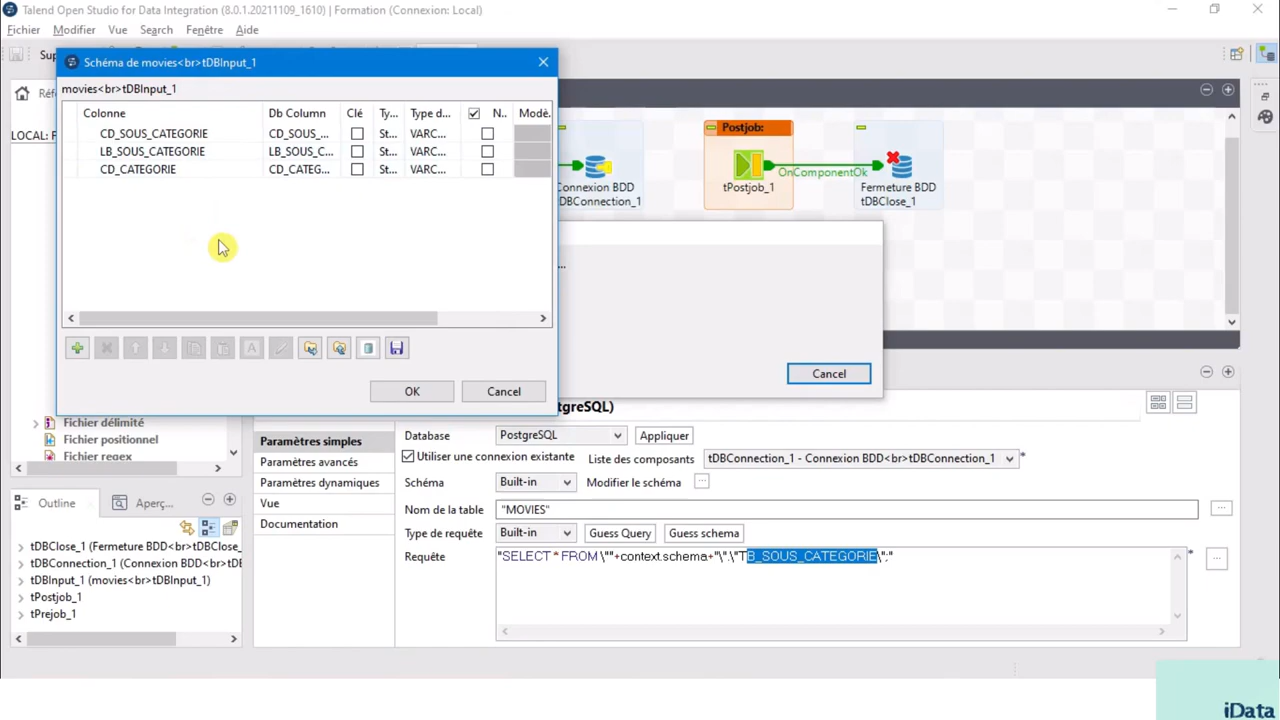 Talend Open Studio for Data Integration (8.0.1.20211109_1610) | Formation (Connexion: Local)
Fichier Modifier Vue Search Fenêtre Aide
Schéma de movies<br>tDBInput_1
movies<br>tDBInput_1
Colonne Db Column Clé Ty... Type d... N.. Modè.
CD_SOUS_CATEGORIE CD_SOUS_... St... VARC...
LB_SOUS_CATEGORIE LB_SOUS_C... St... VARC...
CD_CATEGORIE CD_CATEG... St... VARC...
OK Cancel
LOCAL: F
Connexion BDD
tDBConnection_1
Postjob:
tPostjob_1
OnComponentOk
Fermeture BDD
tDBClose_1
...
Cancel
Fichier délimité
Fichier positionnel
Fichier regex
Outline Aperç...
tDBClose_1 (Fermeture BDD<br>tDBClose_
tDBConnection_1 (Connexion BDD<br>tDB
tDBInput_1 (movies<br>tDBInput_1)
tPostjob_1
tPrejob_1
tgreSQL)
Paramètres simples
Paramètres avancés
Paramètres dynamiques
Vue
Documentation
Database PostgreSQL Appliquer
Utiliser une connexion existante Liste des composants tDBConnection_1 - Connexion BDD<br>tDBConnection_1 *
Schéma Built-in Modifier le schéma ...
Nom de la table "MOVIES" ...
Type de requête Built-in Guess Query Guess schema
Requête "SELECT * FROM \""+context.schema+"\".\"TB_SOUS_CATEGORIE\";" * ...
iData